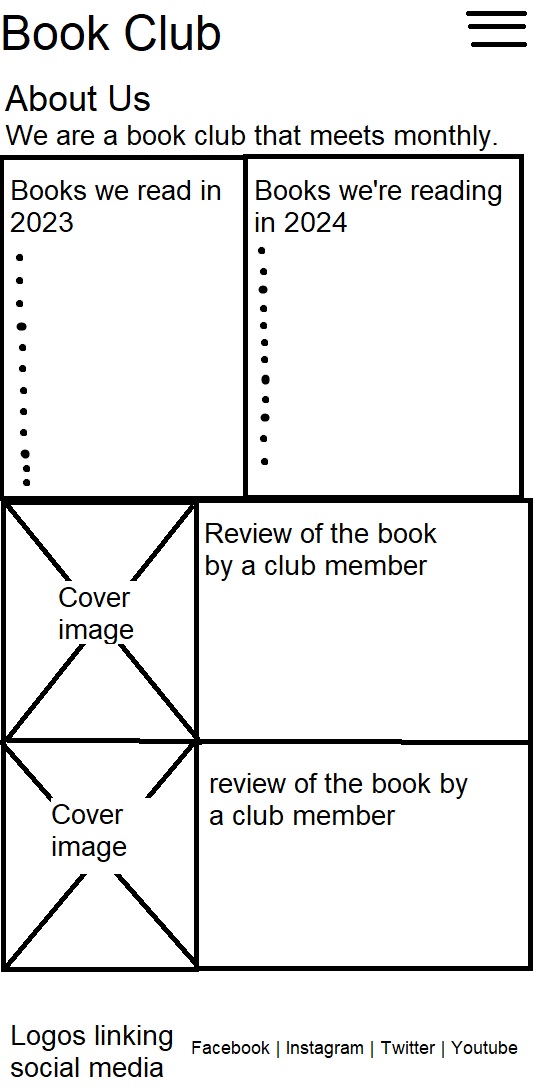 Book Club
About Us
We are a book club that meets monthly.
Books we read in
2023
Books we're reading
in 2024
Cover
image
Review of the book
by a club member
Cover
image
review of the book by
a club member
Logos linking
social media
Facebook | Instagram | Twitter | Youtube